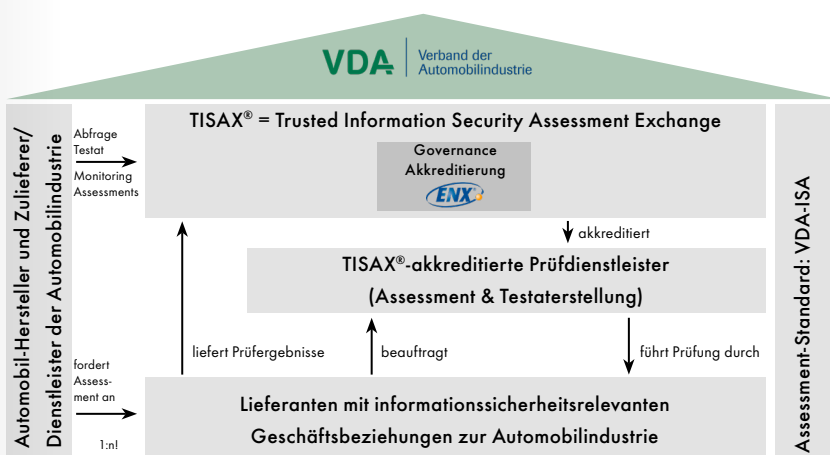 VDA
Verband der
Automobilindustrie
Automobil-Hersteller und Zulieferer/
Dienstleister der Automobilindustrie
Abfrage
Testat
Monitoring
Assessments
TISAX® = Trusted Information Security Assessment Exchange
Governance
Akkreditierung
ENX
akkreditiert
TISAX®-akkreditierte Prüfdienstleister
(Assessment & Testaterstellung)
liefert Prüfergebnisse
beauftragt
führt Prüfung durch
fordert
Assess-
ment an
1:n!
Lieferanten mit informationssicherheitsrelevanten
Geschäftsbeziehungen zur Automobilindustrie
Assessment-Standard: VDA-ISA